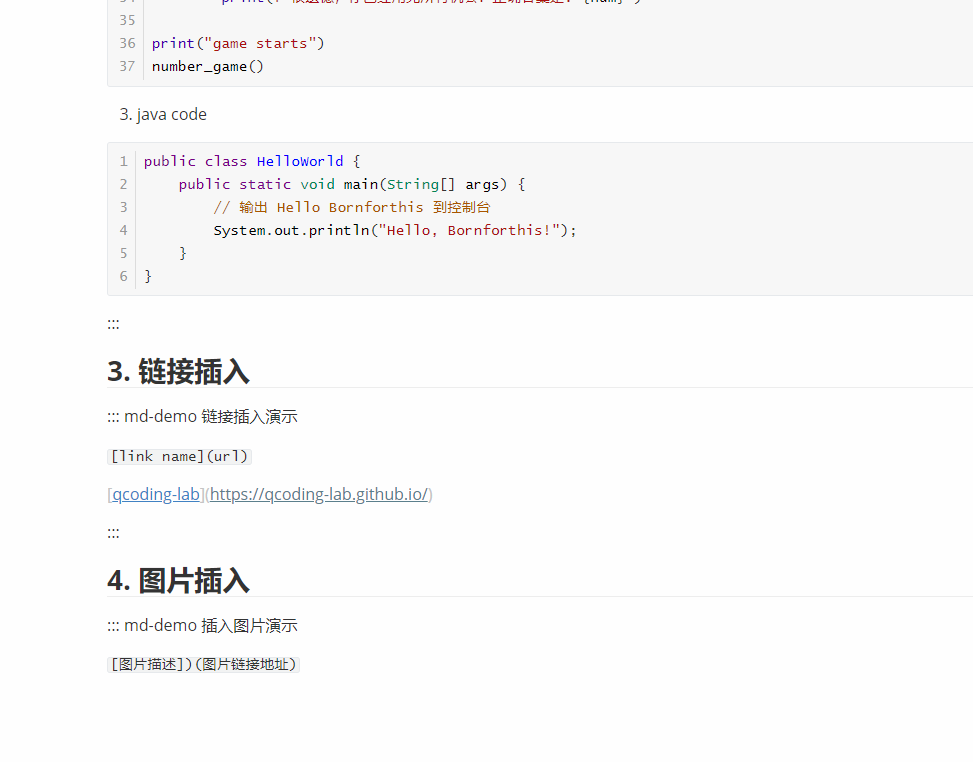 35
36 print("game starts")
37 number_game()
3. java code
1 public class HelloWorld {
2 public static void main(String[] args) {
3 // 输出 Hello Bornforthis 到控制台
4 System.out.println("Hello, Bornforthis!");
5 }
6 }
:::
3. 链接插入
::: md-demo 链接插入演示
[link name](url)
[qcoding-lab](https://qcoding-lab.github.io/)
:::
4. 图片插入
::: md-demo 插入图片演示
[图片描述])(图片链接地址)